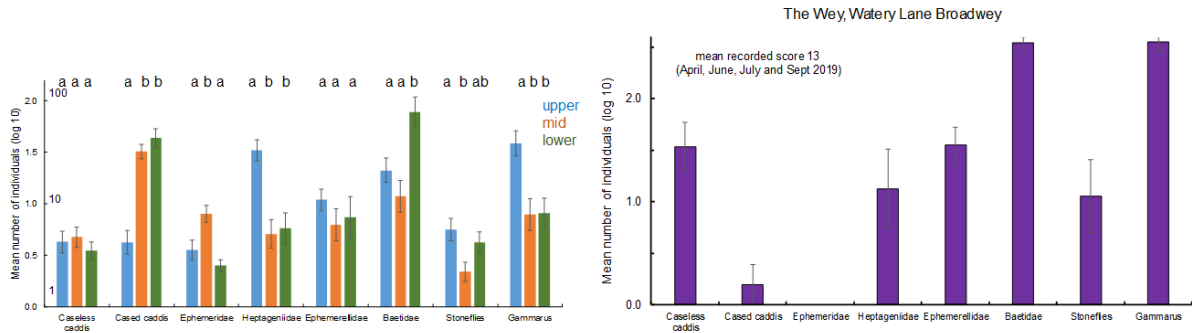 The Wey, Watery Lane Broadwey
a a a a b b a b a a b b a a a a a b a b ab a b b
100
10
1
upper
mid
lower
Mean number of individuals (log 10)
2.0
1.5
1.0
0.5
0.0
Caseless
caddis
Cased caddis Ephemeridae Heptageniidae Ephemerellidae Baetidae Stoneflies Gammarus
mean recorded score 13
(April, June, July and Sept 2019)
Mean number of individuals (log 10)
2.0
1.0
0.0
Caseless
caddis
Cased caddis Ephemeridae Heptageniidae Ephemerellidae Baetidae Stoneflies Gammarus